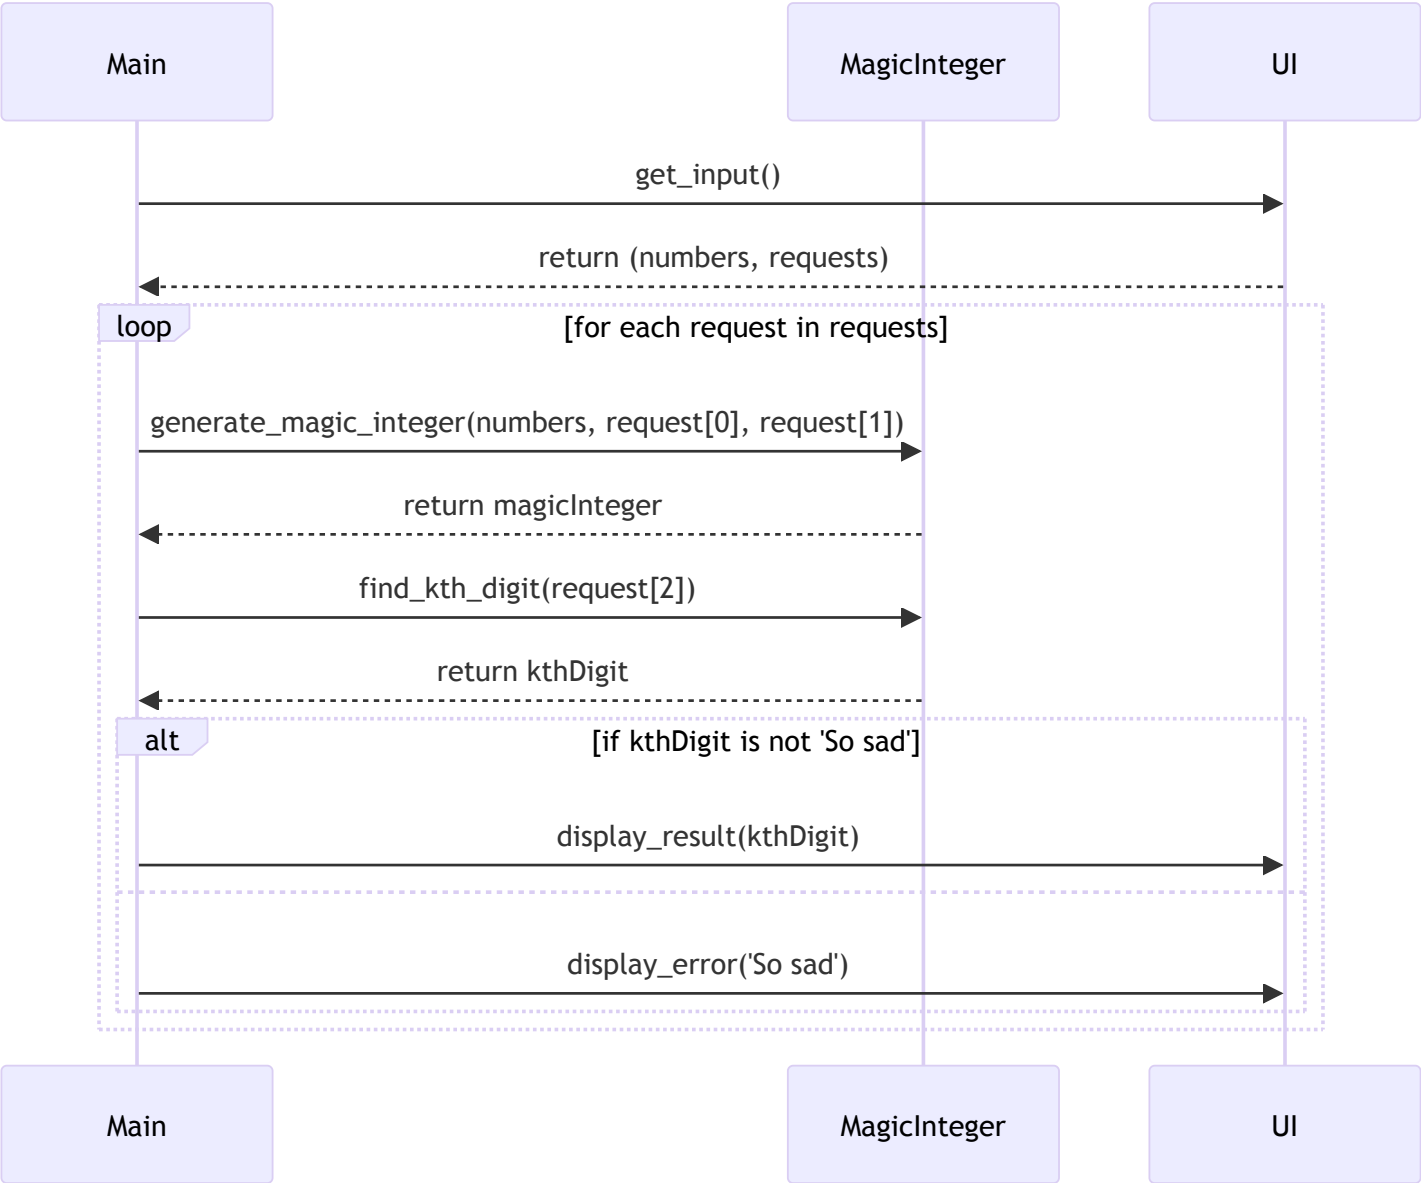 Main
MagicInteger
UI
get_input()
return (numbers, requests)
loop
[for each request in requests]
generate_magic_integer(numbers, request[0], request[1])
return magicInteger
find_kth_digit(request[2])
return kthDigit
alt
[if kthDigit is not 'So sad']
display_result(kthDigit)
display_error('So sad')
Main
MagicInteger
UI